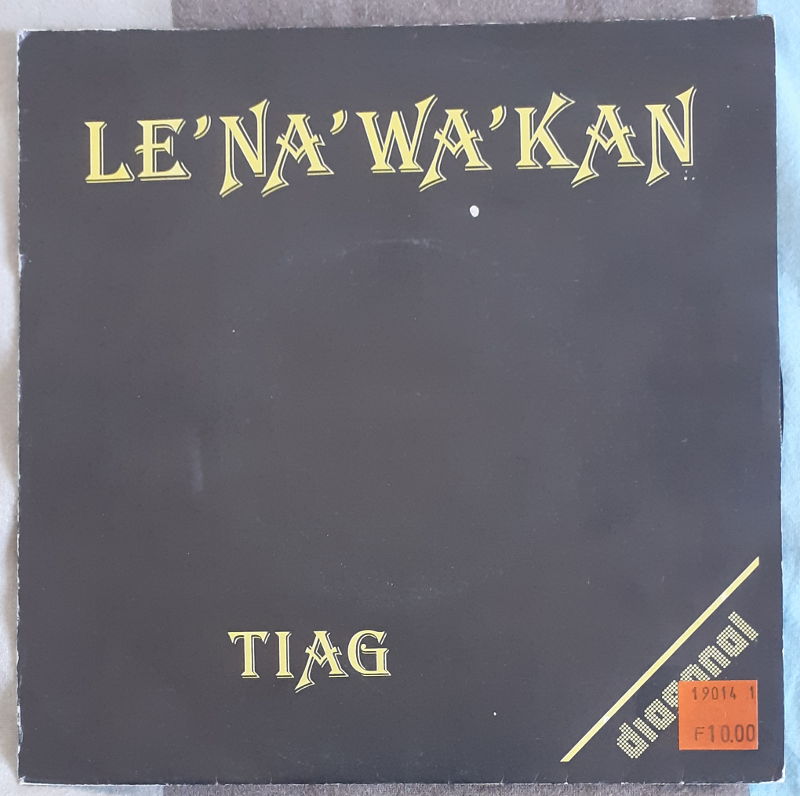 LE'NA'WA'KAN
TIAG
diagonal
19014 1
F10.00